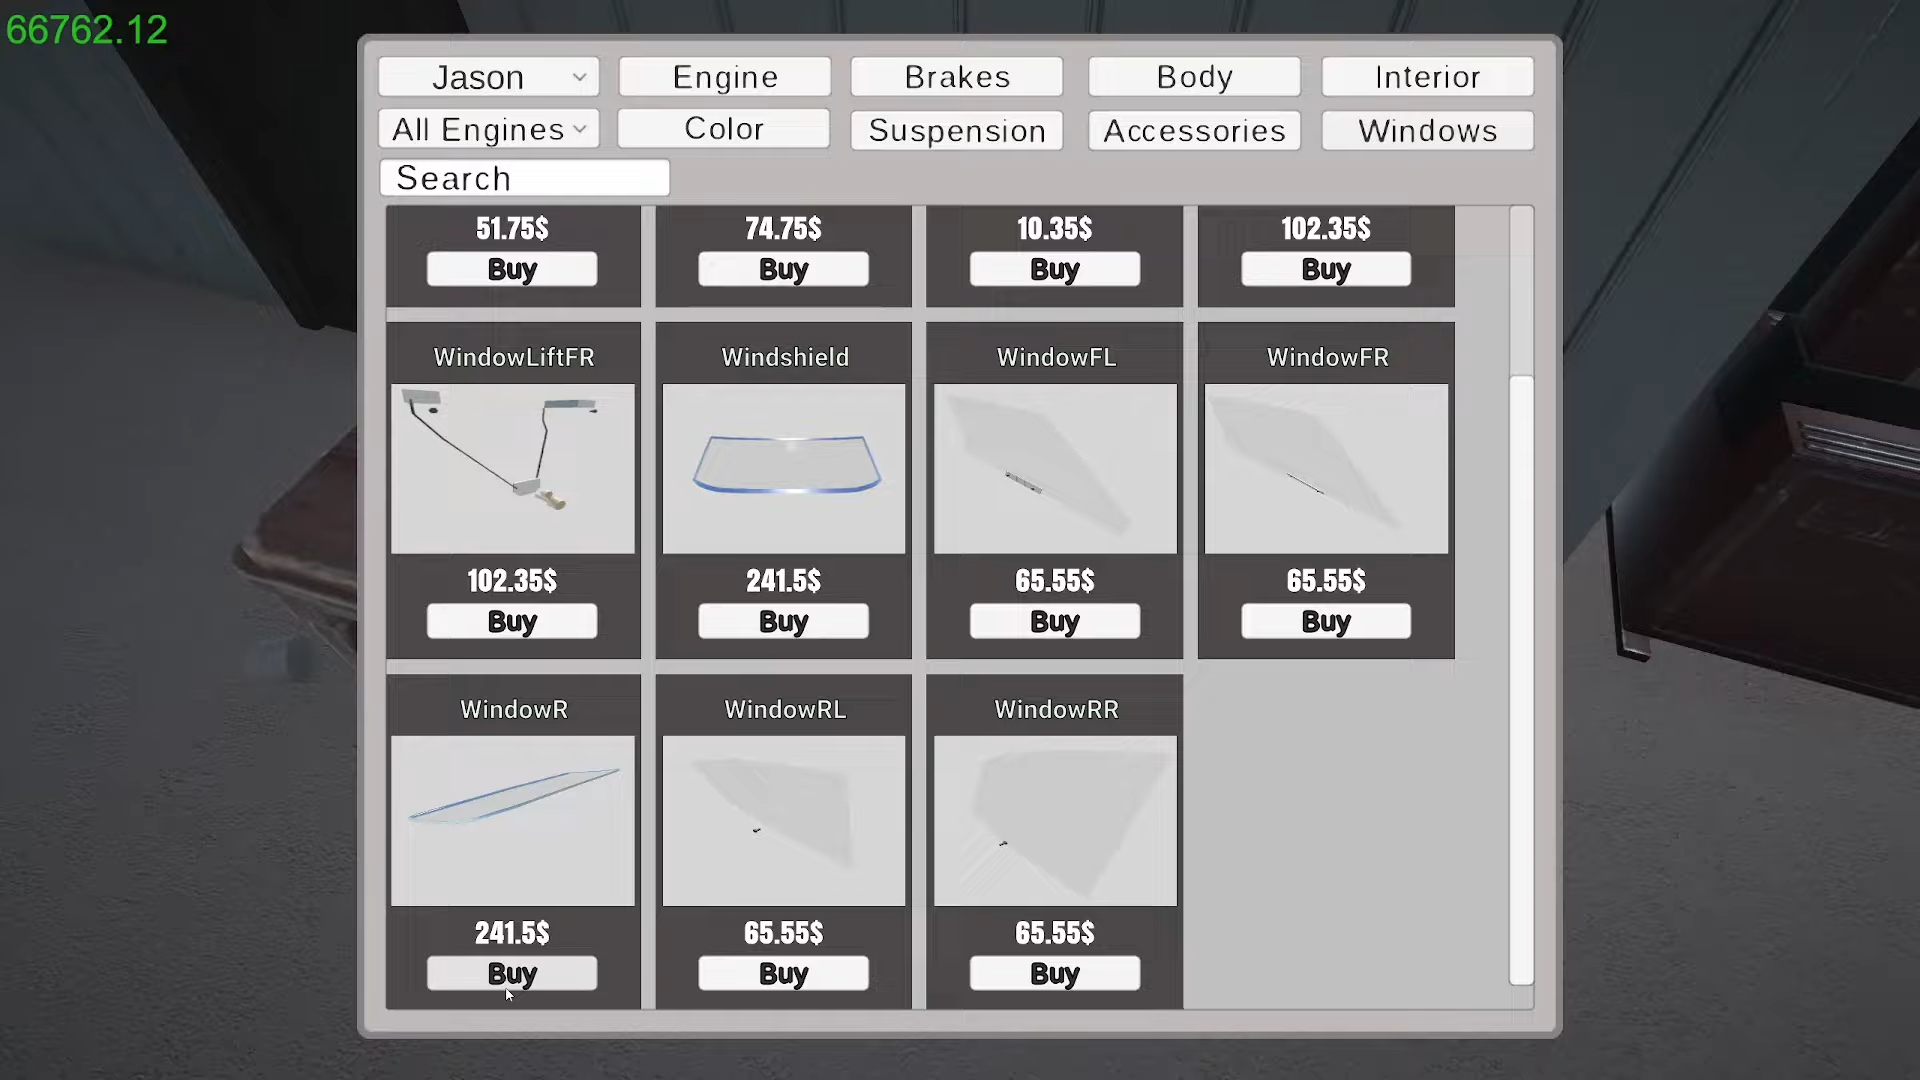 66762.12
Jason Engine Brakes Body Interior
All Engines Color Suspension Accessories Windows
Search
51.75$ 74.75$ 10.35$ 102.35$
Buy Buy Buy Buy
WindowLiftFR Windshield WindowFL WindowFR
102.35$ 241.5$ 65.55$ 65.55$
Buy Buy Buy Buy
WindowR WindowRL WindowRR
241.5$ 65.55$ 65.55$
Buy Buy Buy